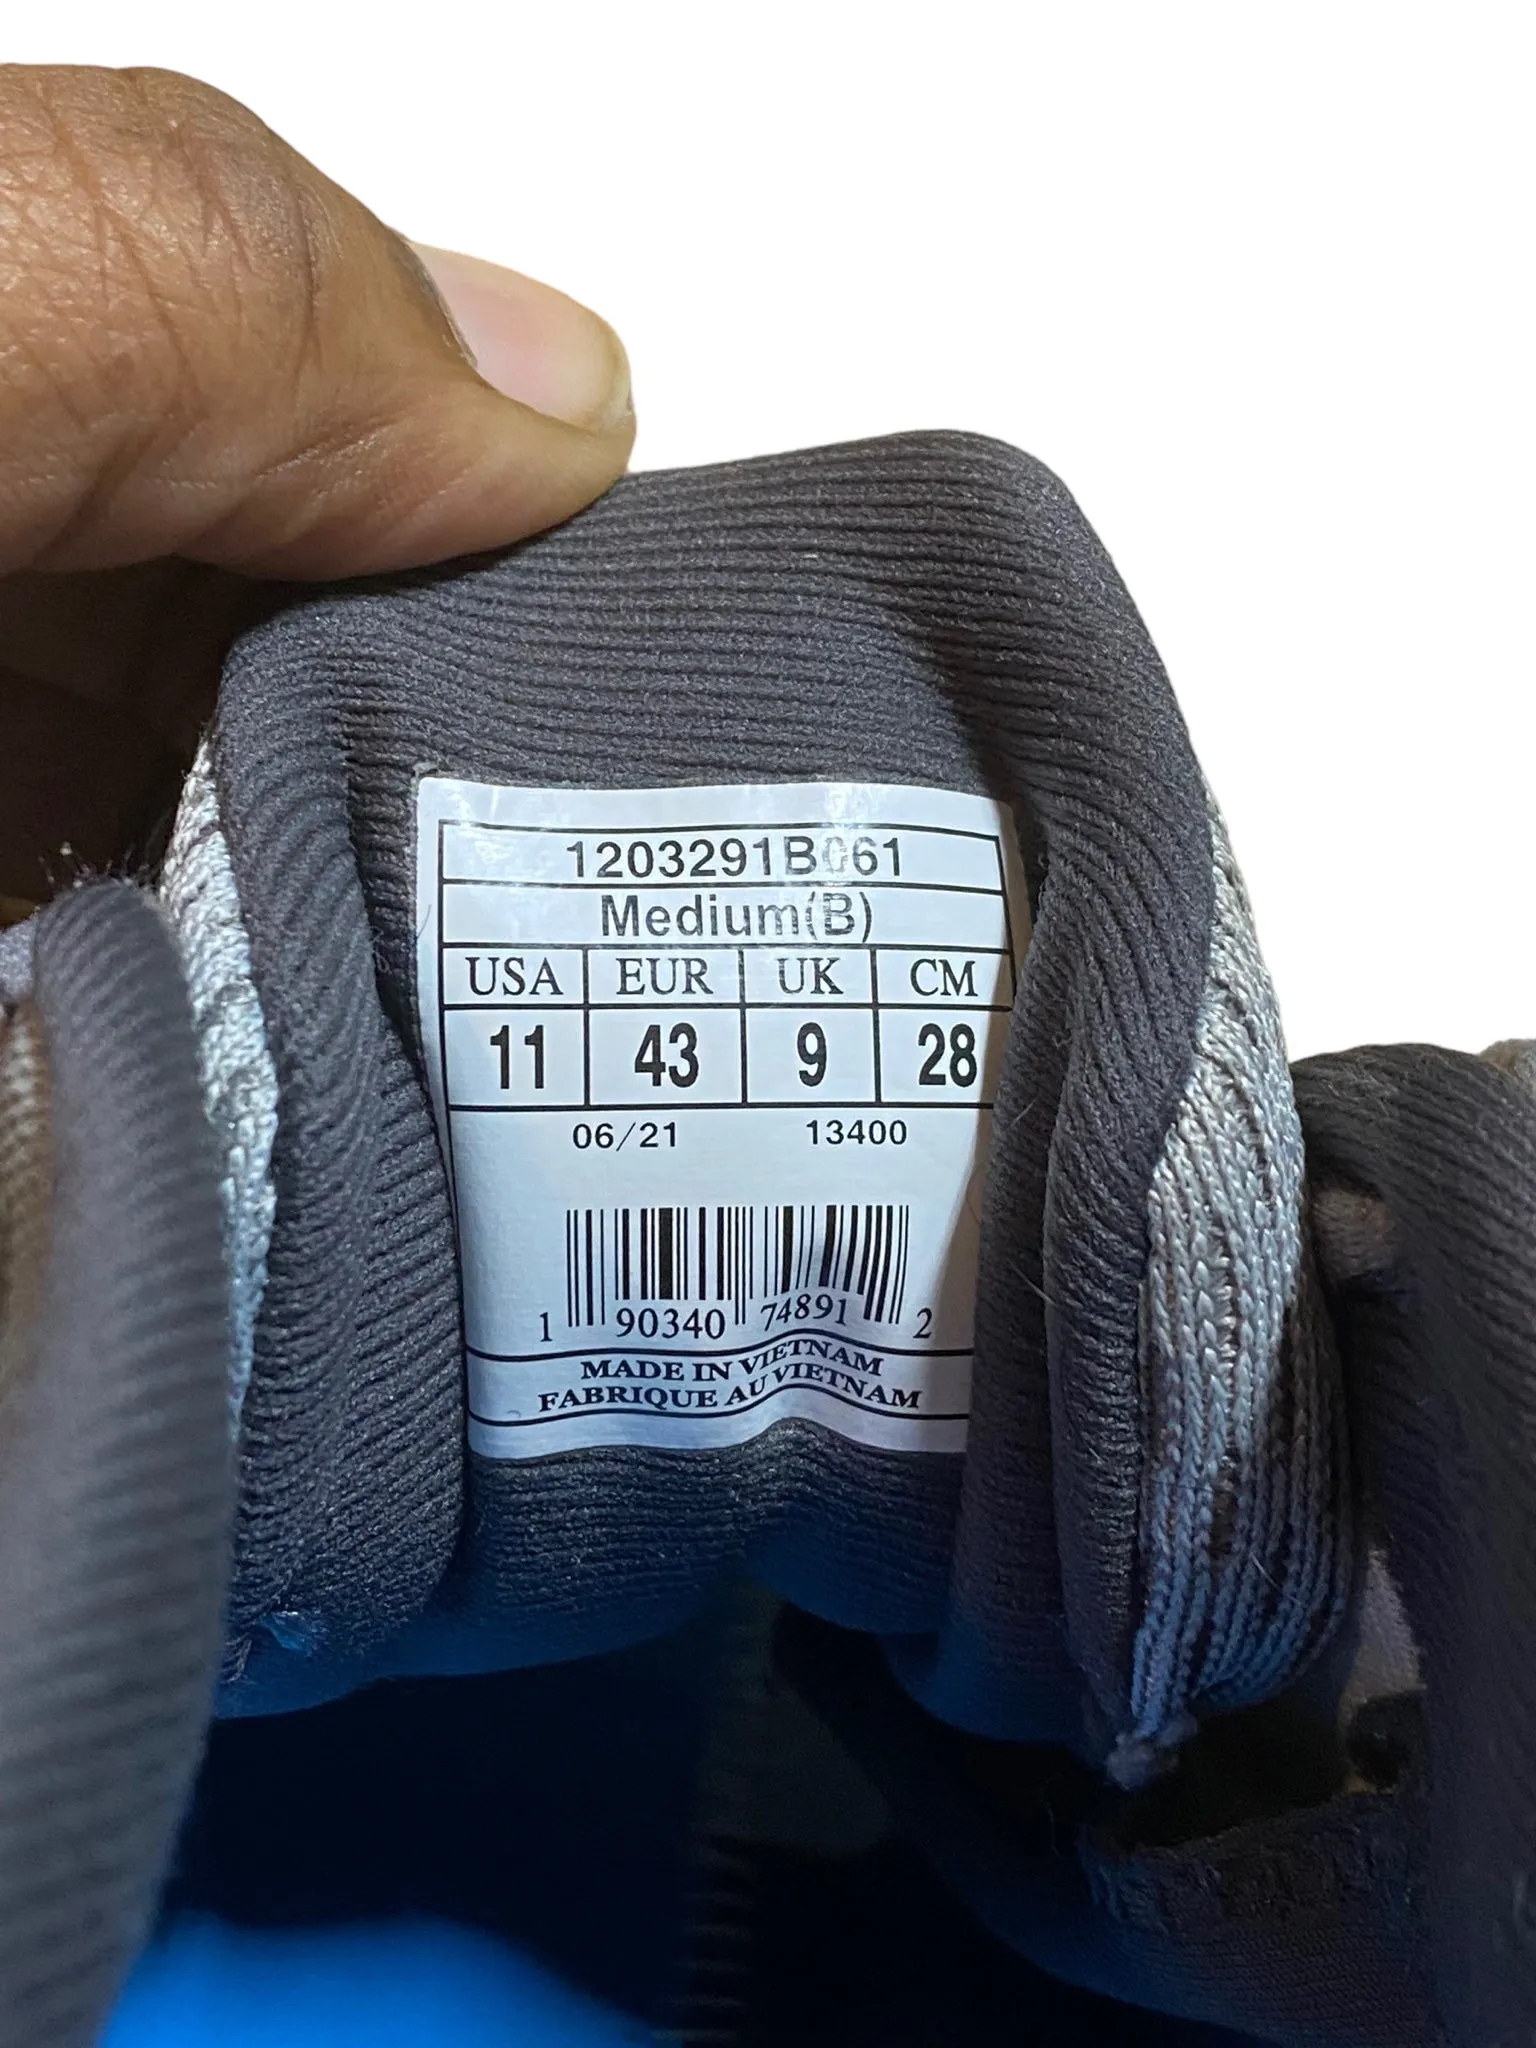 1203291B061
Medium(B)
USA EUR UK CM
11 43 9 28
06/21 13400
1 90340 74891 2
MADE IN VIETNAM
FABRIQUE AU VIETNAM